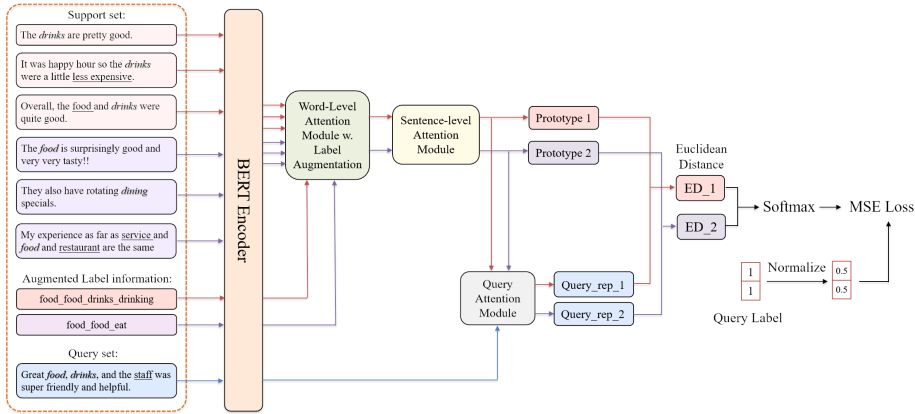 Support set:
The drinks are pretty good.
It was happy hour so the drinks
were a little less expensive.
Overall, the food and drinks were
quite good.
The food is surprisingly good and
very very tasty!!
They also have rotating dining
specials.
My experience as far as service and
food and restaurant are the same
Augmented Label information:
food_food_drinks_drinking
food_food_eat
Query set:
Great food, drinks, and the staff was
super friendly and helpful.
BERT Encoder
Word-Level
Attention
Module w.
Label
Augmentation
Sentence-level
Attention
Module
Prototype 1
Prototype 2
Query
Attention
Module
Query_rep_1
Query_rep_2
Euclidean
Distance
ED_1
ED_2
Softmax
MSE Loss
1
1
Normalize
0.5
0.5
Query Label